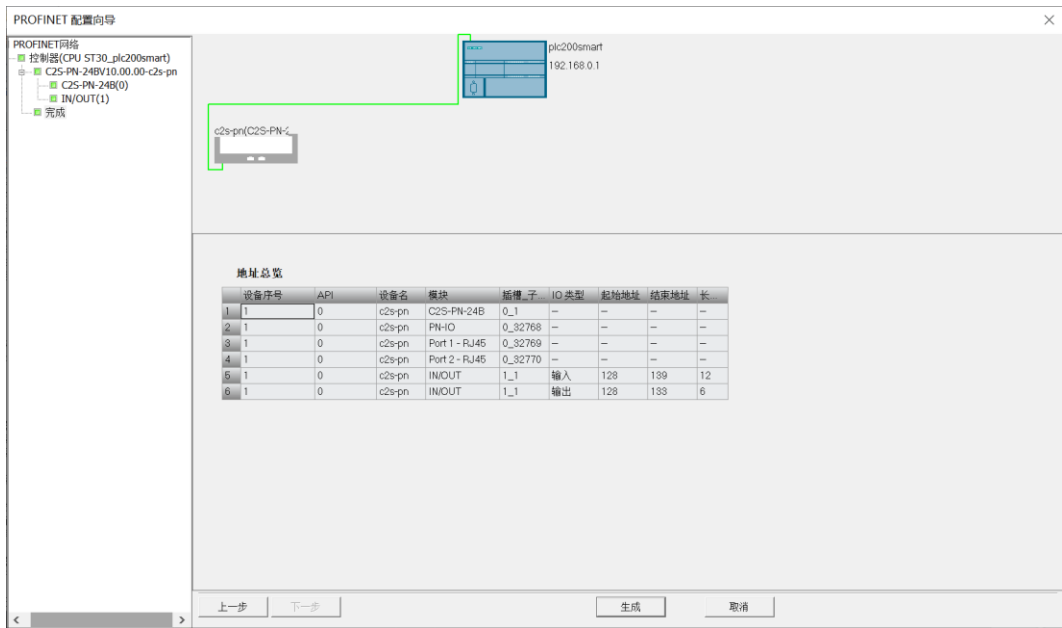 PROFINET 配置向导
PROFINET网络
控制器(CPU ST30_plc200smart)
C2S-PN-24BV10.00.00-c2s-pn
C2S-PN-24B(0)
IN/OUT(1)
完成
plc200smart
192.168.0.1
c2s-pn(C2S-PN-2
地址总览
设备序号 API 设备名 模块 插槽_子... IO 类型 起始地址 结束地址 长...
1 1 0 c2s-pn C2S-PN-24B 0_1 – – – –
2 1 0 c2s-pn PN-IO 0_32768 – – – –
3 1 0 c2s-pn Port 1 - RJ45 0_32769 – – – –
4 1 0 c2s-pn Port 2 - RJ45 0_32770 – – – –
5 1 0 c2s-pn IN/OUT 1_1 输入 128 139 12
6 1 0 c2s-pn IN/OUT 1_1 输出 128 133 6
上一步 下一步 生成 取消